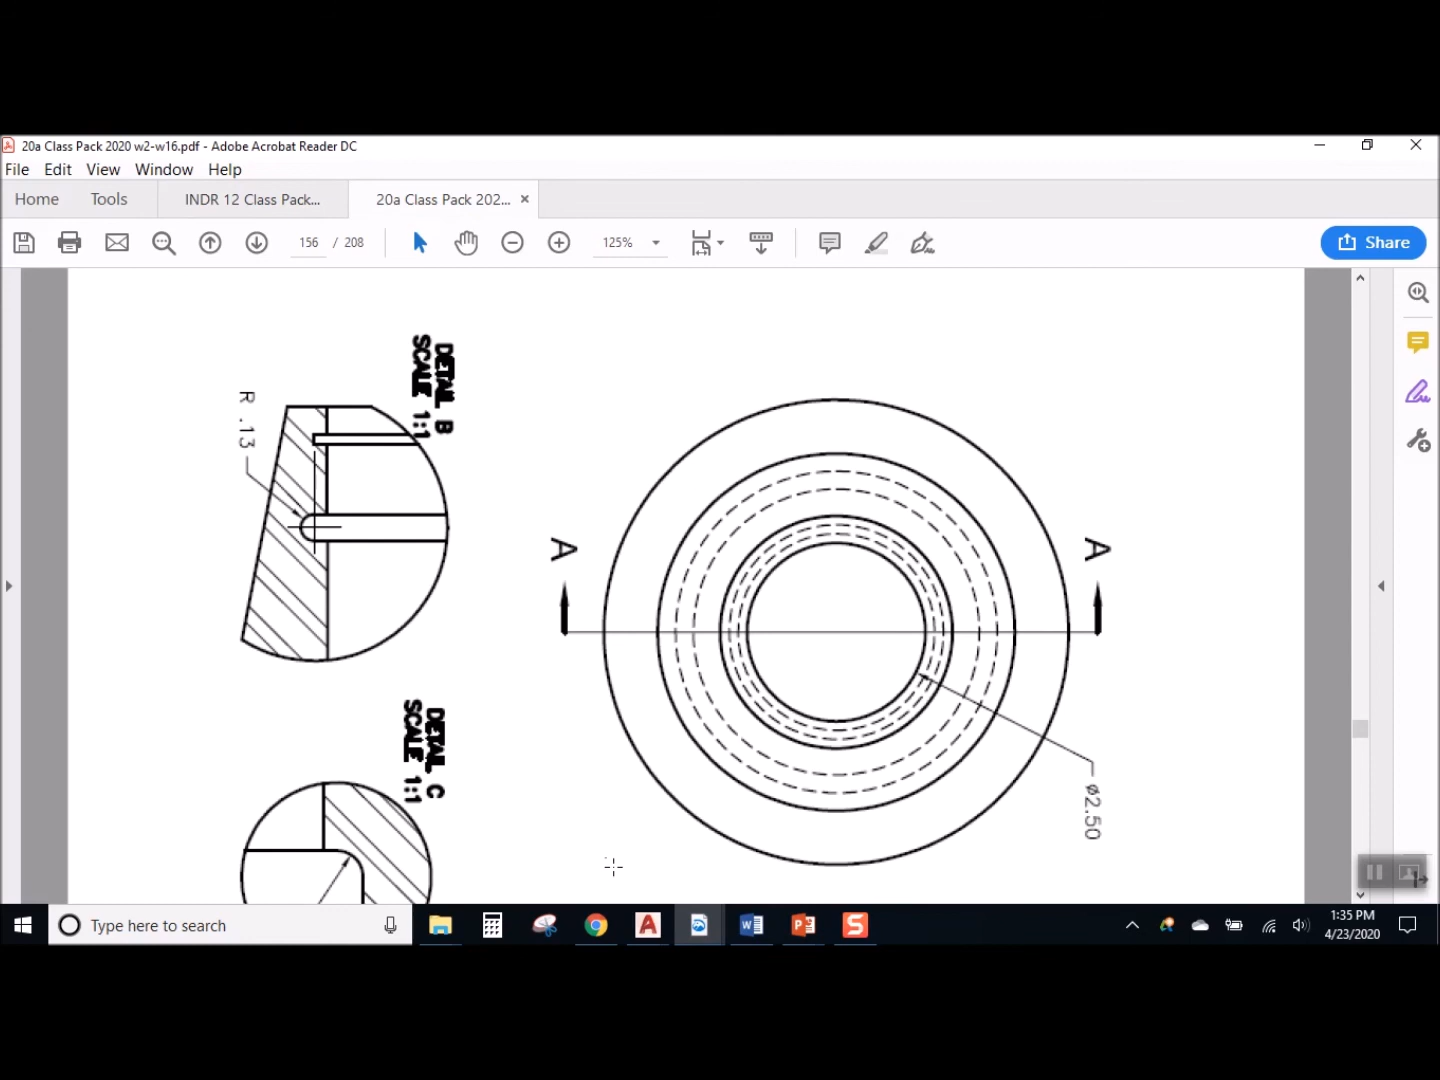 20a Class Pack 2020 w2-w16.pdf - Adobe Acrobat Reader DC
File Edit View Window Help
Home Tools INDR 12 Class Pack... 20a Class Pack 202... ×
156 / 208 125% Share
DETAIL B
SCALE 1:1
R .13
A A
DETAIL C
SCALE 1:1
ø2.50
Type here to search
1:35 PM
4/23/2020